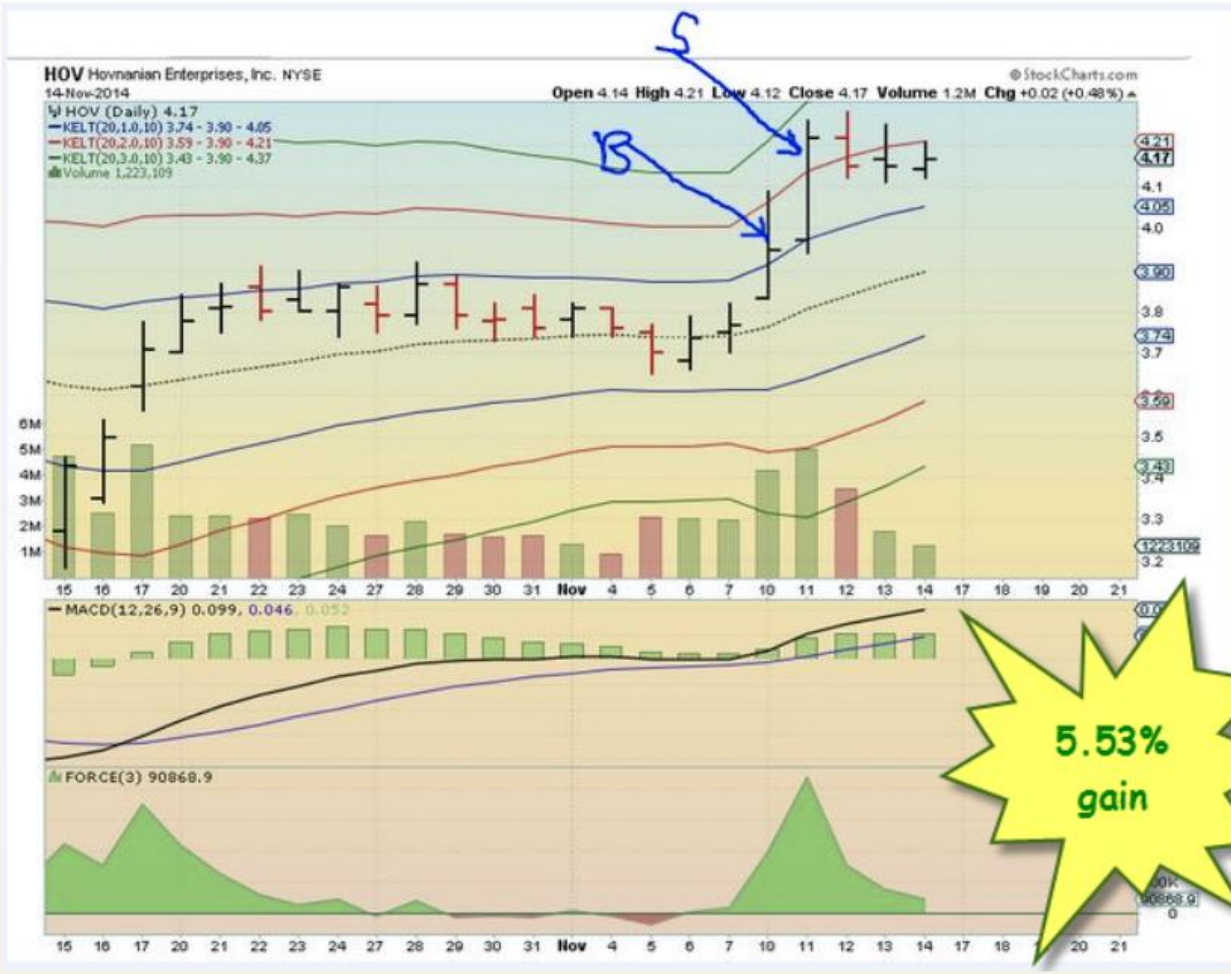 S
HOV Hovnanian Enterprises, Inc. NYSE
© StockCharts.com
14-Nov-2014
Open 4.14 High 4.21 Low 4.12 Close 4.17 Volume 1.2M Chg +0.02 (+0.48%)
HOV (Daily) 4.17
KELT(20,1.0,10) 3.74 - 3.90 - 4.05
KELT(20,2.0,10) 3.59 - 3.90 - 4.21
KELT(20,3.0,10) 3.43 - 3.90 - 4.37
Volume 1,223,109
B
4.21
4.17
4.1
4.05
4.0
3.90
3.8
3.74
3.7
3.59
3.5
3.43
3.4
3.3
1223109
3.2
6M
5M
4M
3M
2M
1M
15 16 17 20 21 22 23 24 27 28 29 30 31 Nov 4 5 6 7 10 11 12 13 14 17 18 19 20 21
MACD(12,26,9) 0.099, 0.046, 0.052
5.53%
gain
FORCE(3) 90868.9
90868.9
0
15 16 17 20 21 22 23 24 27 28 29 30 31 Nov 4 5 6 7 10 11 12 13 14 17 18 19 20 21